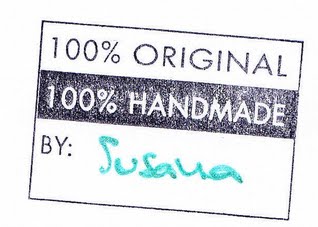 100% ORIGINAL
100% HANDMADE
BY: Susana